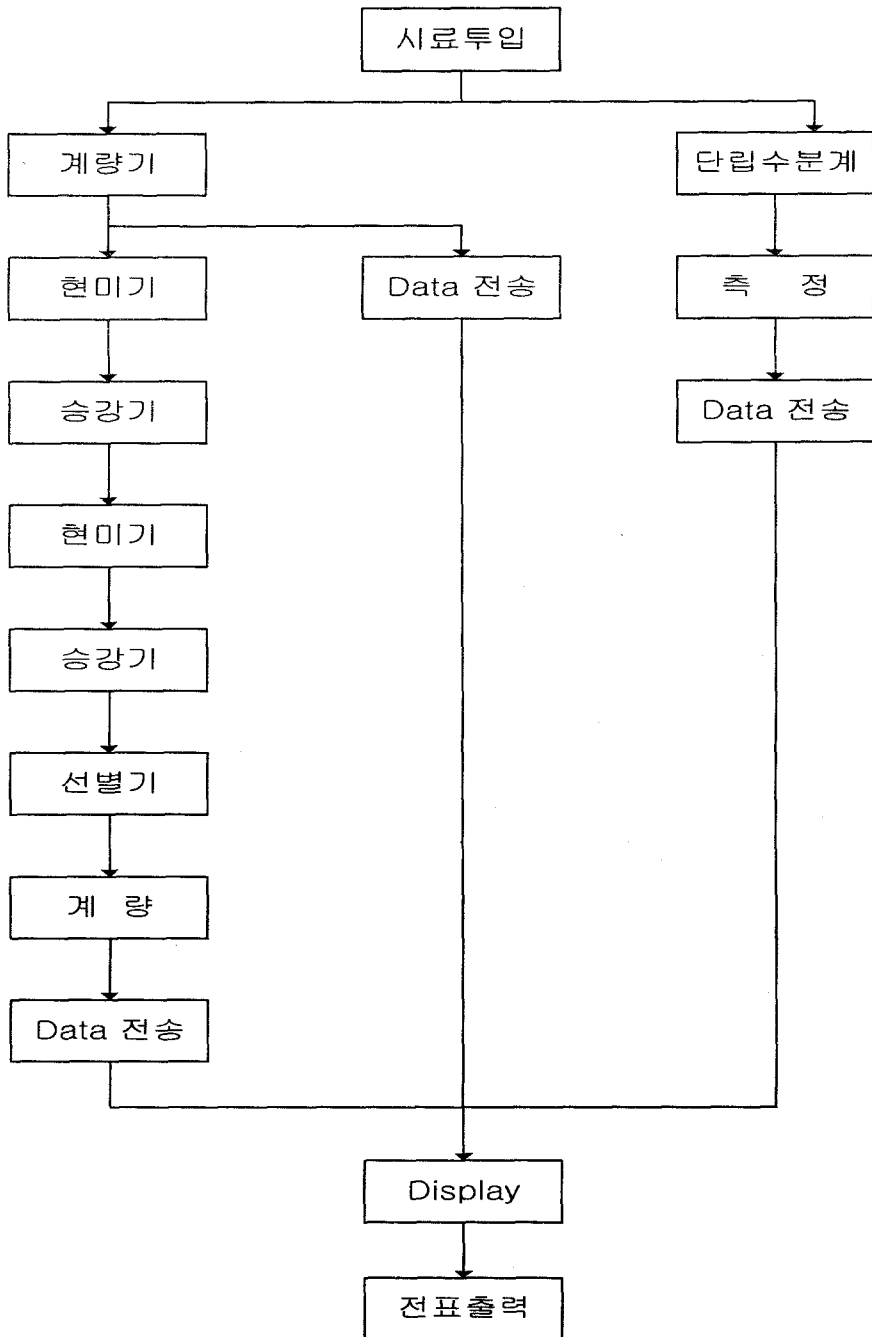 시료투입
계량기
단립수분계
현미기
Data 전송
측 정
승강기
Data 전송
현미기
승강기
선별기
계 량
Data 전송
Display
전표출력